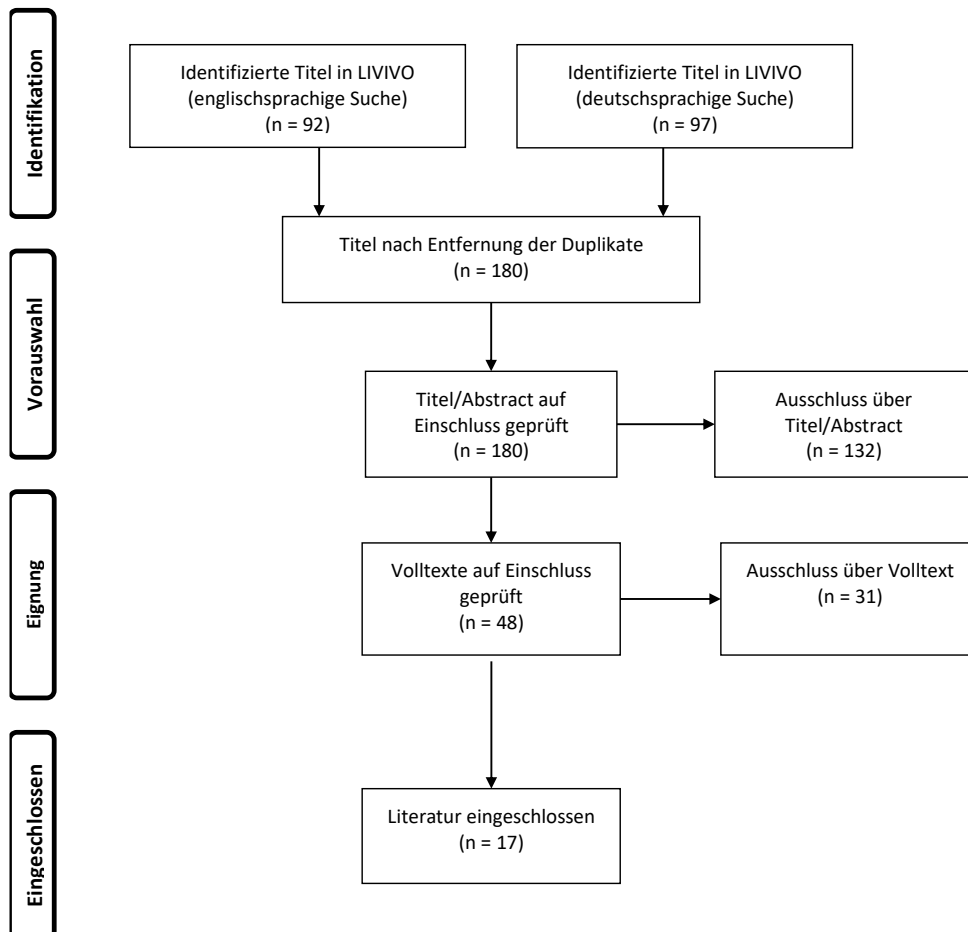 Identifikation
Identifizierte Titel in LIVIVO
(englischsprachige Suche)
(n = 92)
Identifizierte Titel in LIVIVO
(deutschsprachige Suche)
(n = 97)
Titel nach Entfernung der Duplikate
(n = 180)
Vorauswahl
Titel/Abstract auf
Einschluss geprüft
(n = 180)
Ausschluss über
Titel/Abstract
(n = 132)
Eignung
Volltexte auf Einschluss
geprüft
(n = 48)
Ausschluss über Volltext
(n = 31)
Eingeschlossen
Literatur eingeschlossen
(n = 17)